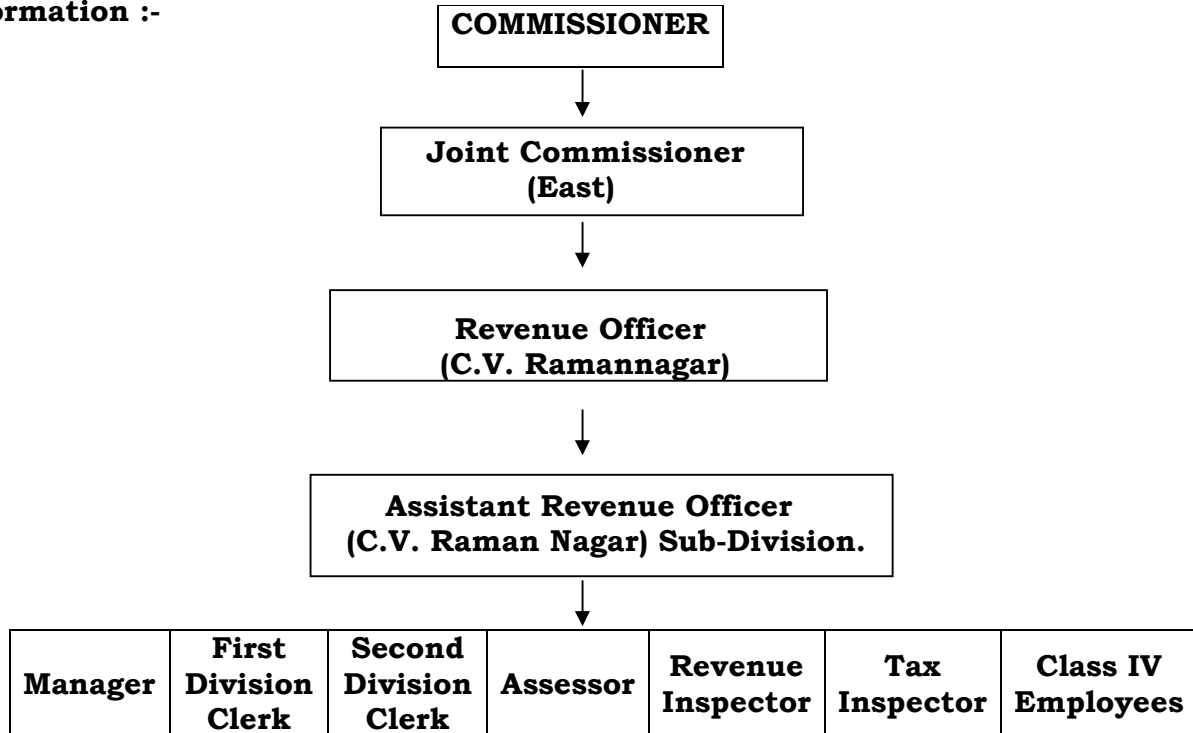 ormation :-
COMMISSIONER
Joint Commissioner
(East)
Revenue Officer
(C.V. Ramannagar)
Assistant Revenue Officer
(C.V. Raman Nagar) Sub-Division.
Manager
First
Division
Clerk
Second
Division
Clerk
Assessor
Revenue
Inspector
Tax
Inspector
Class IV
Employees